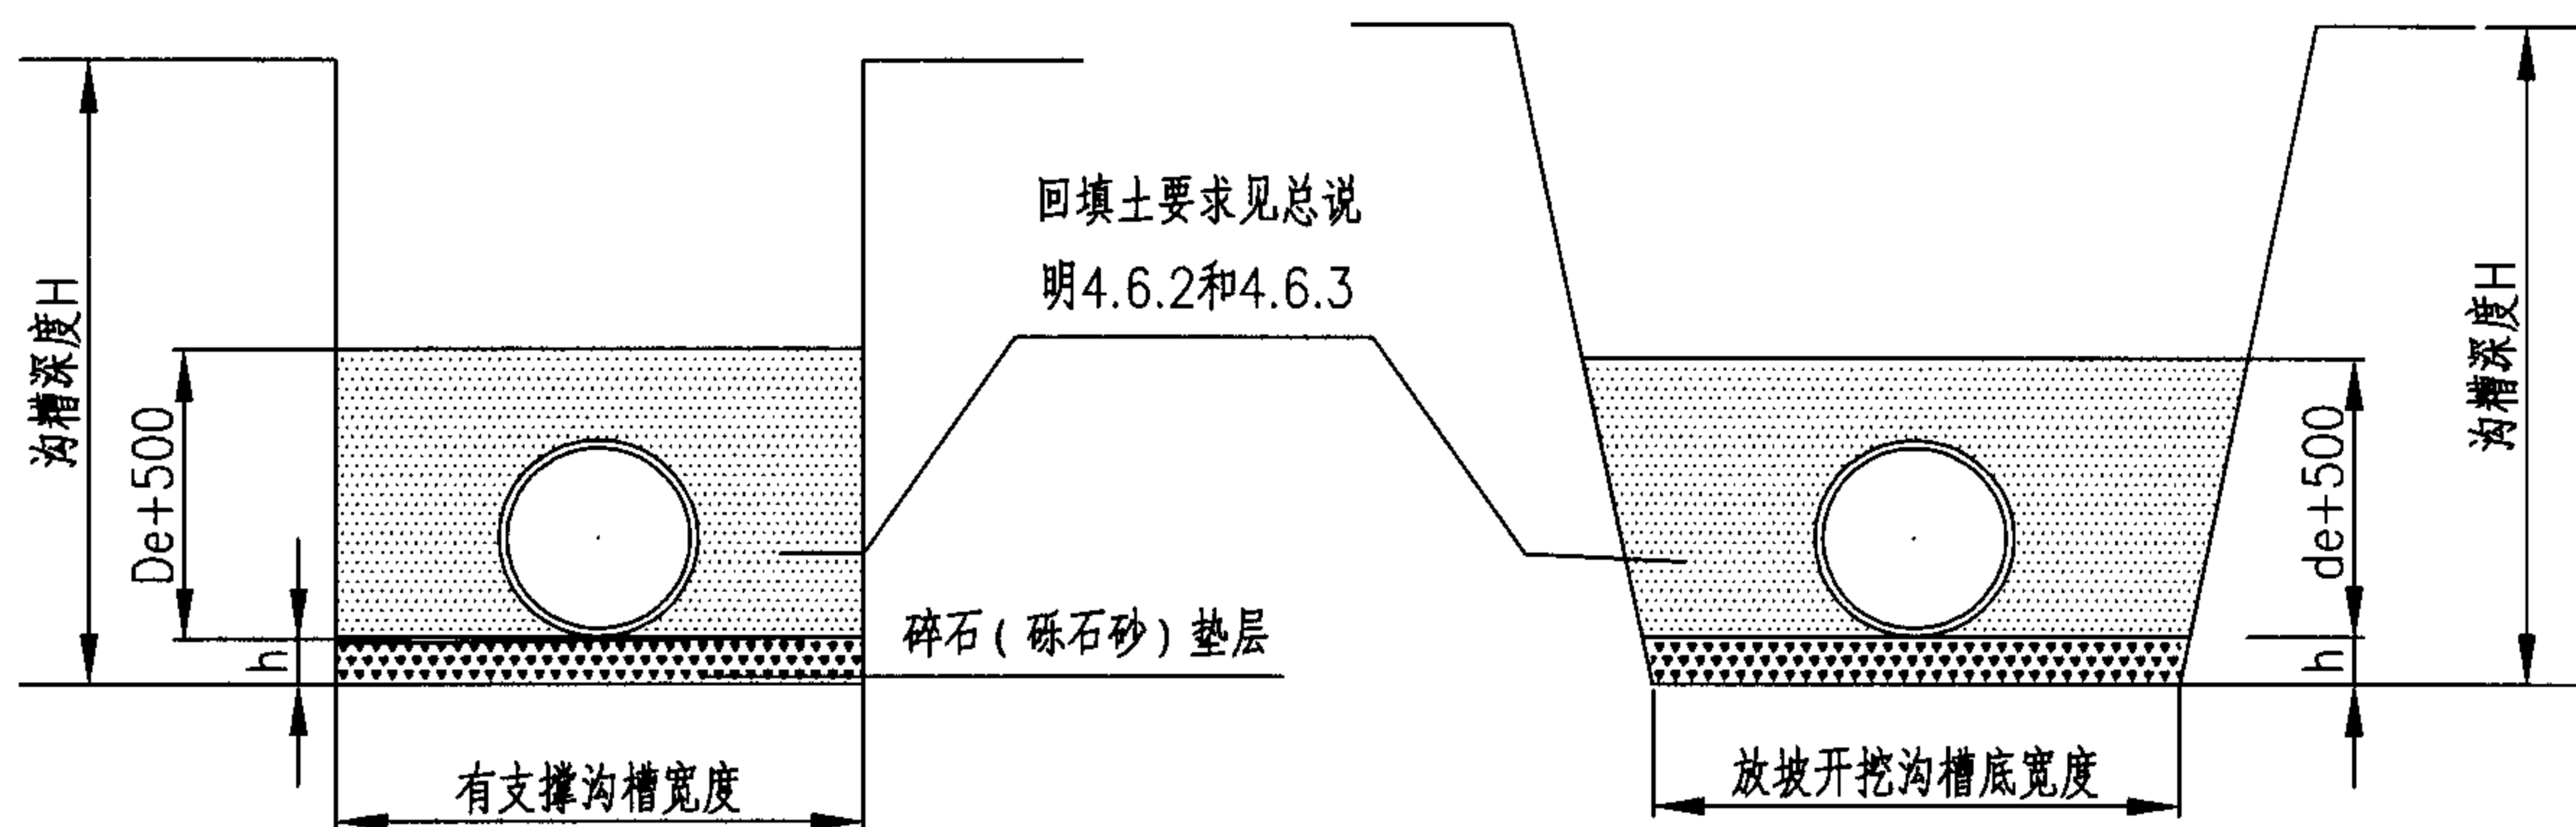 沟槽深度H
De+500
h
有支撑沟槽宽度
回填土要求见总说
明4.6.2和4.6.3
碎石(砾石砂)垫层
放坡开挖沟槽底宽度
de+500
h
沟槽深度H